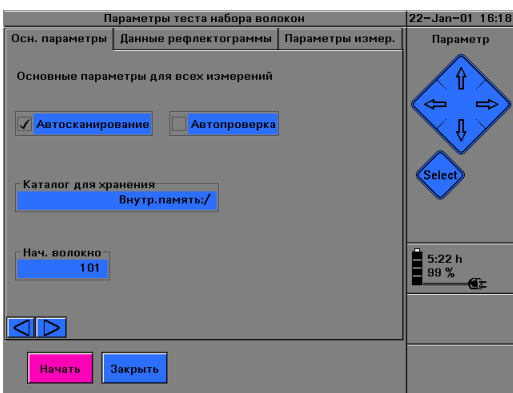 Параметры теста набора волокон
22-Jan-01 16:18
Осн. параметры
Данные рефлектограммы
Параметры измер.
Параметр
Основные параметры для всех измерений
Автосканирование
Автопроверка
Select
Каталог для хранения
Внутр.память:/
Нач. волокно
101
5:22 h
99 %
Начать
Закрыть